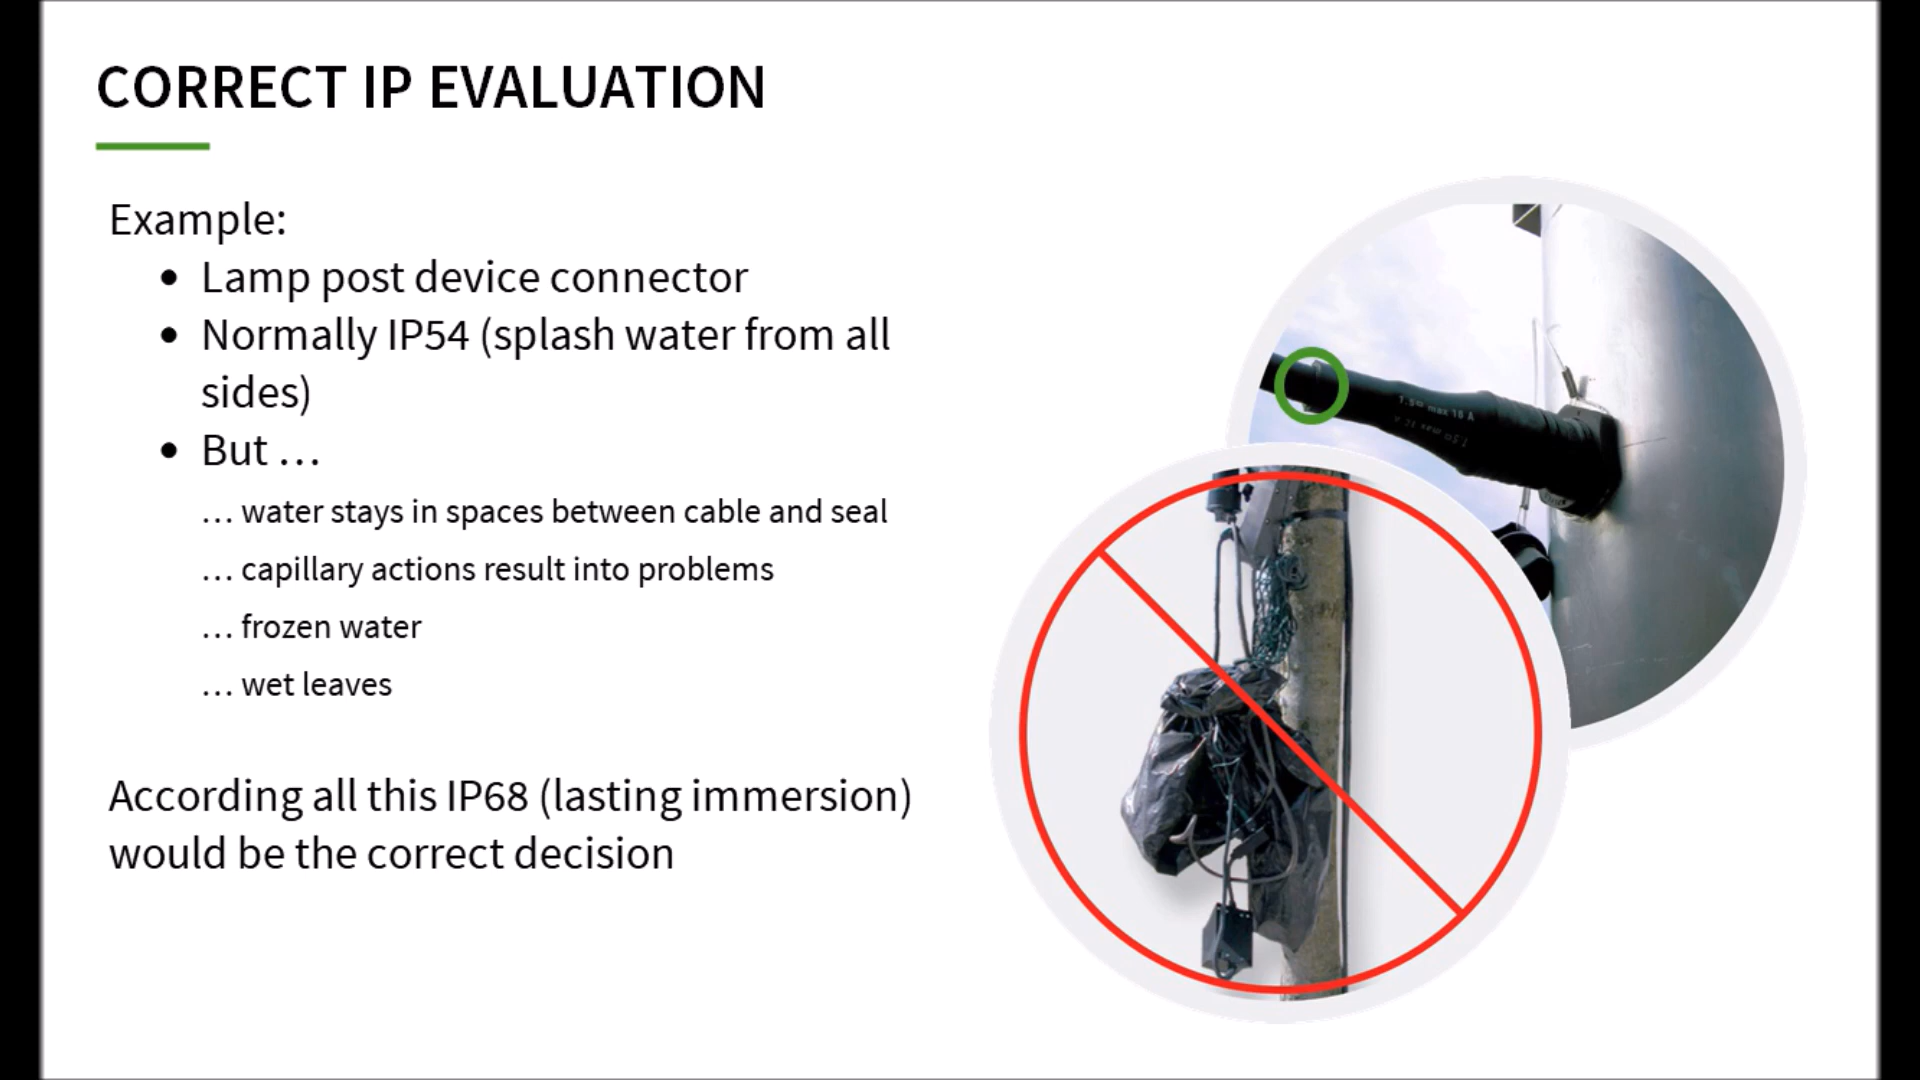 CORRECT IP EVALUATION
Example:
• Lamp post device connector
• Normally IP54 (splash water from all
sides)
• But …
… water stays in spaces between cable and seal
… capillary actions result into problems
… frozen water
… wet leaves
According all this IP68 (lasting immersion)
would be the correct decision
max 10 A